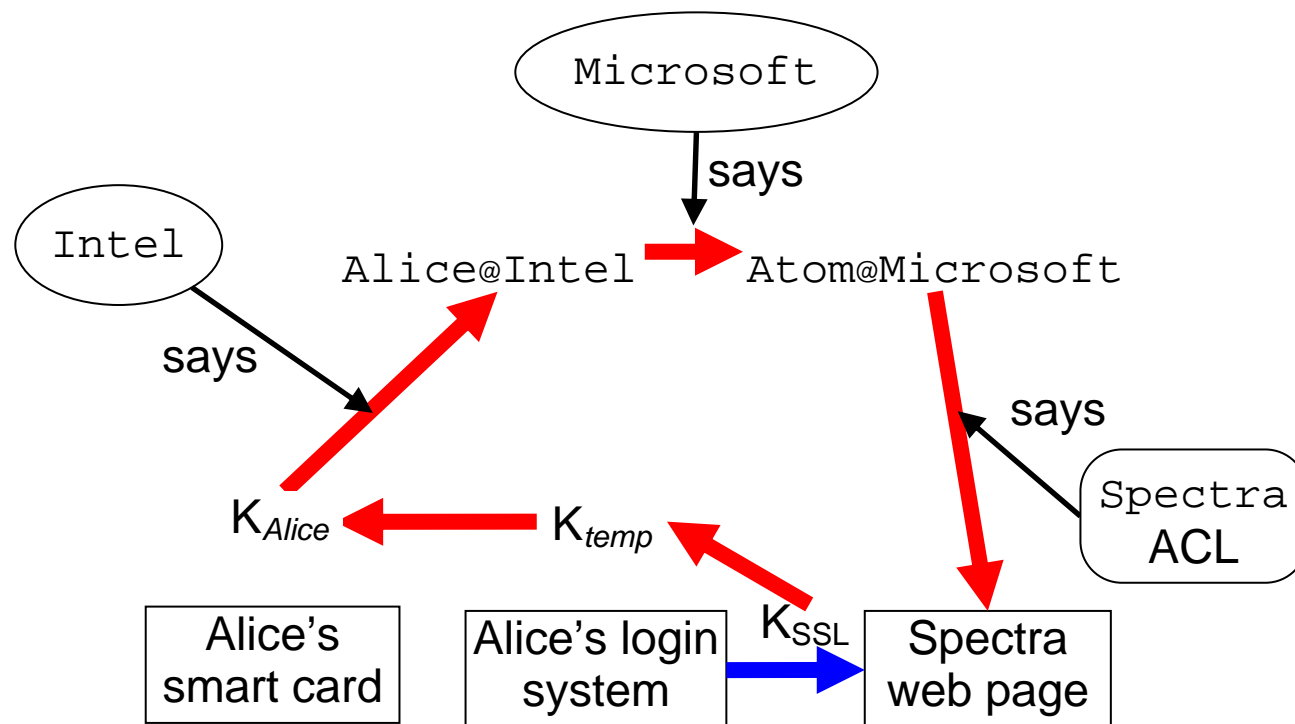 Microsoft
says
Intel
Alice@Intel
Atom@Microsoft
says
says
Spectra
ACL
K_Alice
K_temp
K_SSL
Alice’s
smart card
Alice’s login
system
Spectra
web page